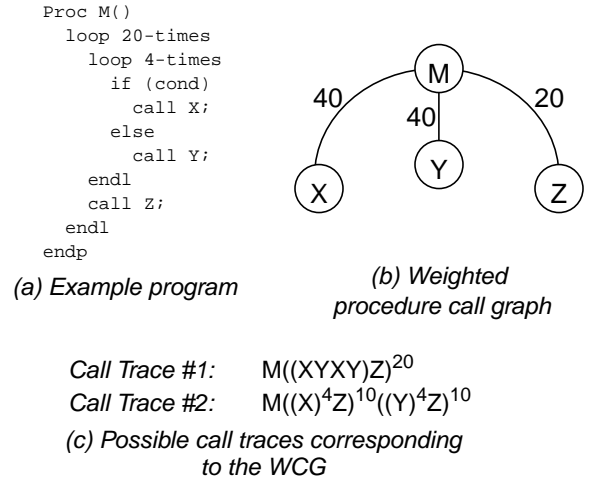 Proc M()
loop 20-times
loop 4-times
if (cond)
call X;
else
call Y;
endl
call Z;
endl
endp
(a) Example program
M
40
40
20
X
Y
Z
(b) Weighted
procedure call graph
Call Trace #1: M((XYXY)Z)^20
Call Trace #2: M((X)^4Z)^10((Y)^4Z)^10
(c) Possible call traces corresponding
to the WCG